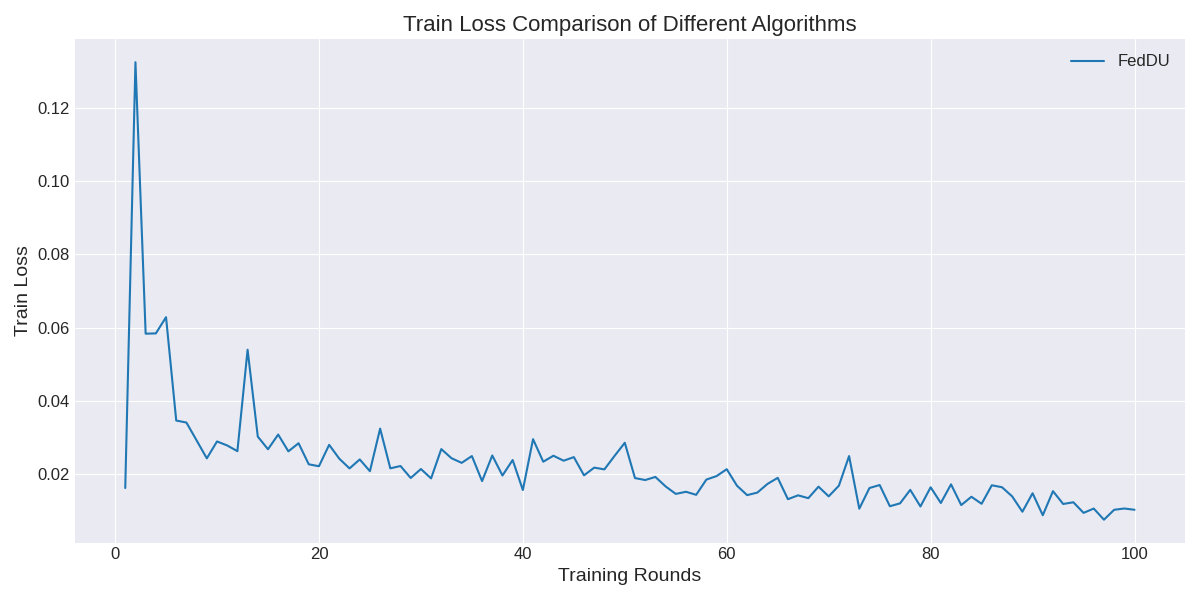 Train Loss Comparison of Different Algorithms
FedDU
Train Loss
0.12
0.10
0.08
0.06
0.04
0.02
0 20 40 60 80 100
Training Rounds